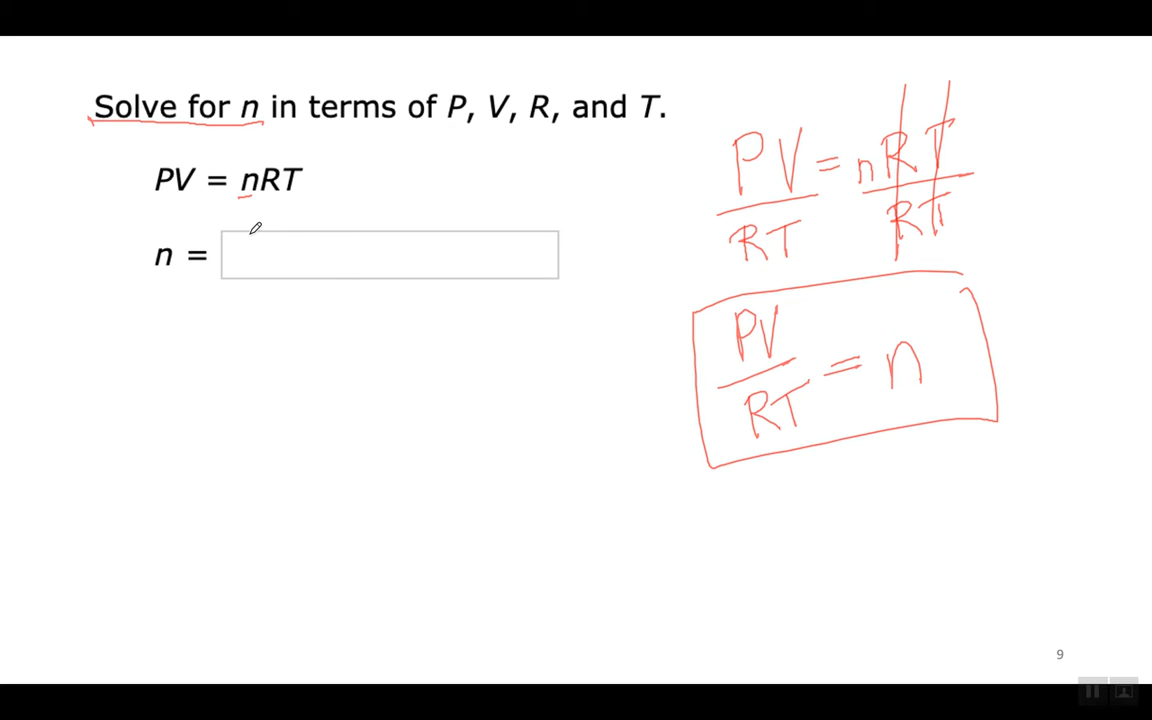 Solve for n in terms of P, V, R, and T.
PV = nRT
n =
PV = nRT
RT RT
PV
RT = n
9